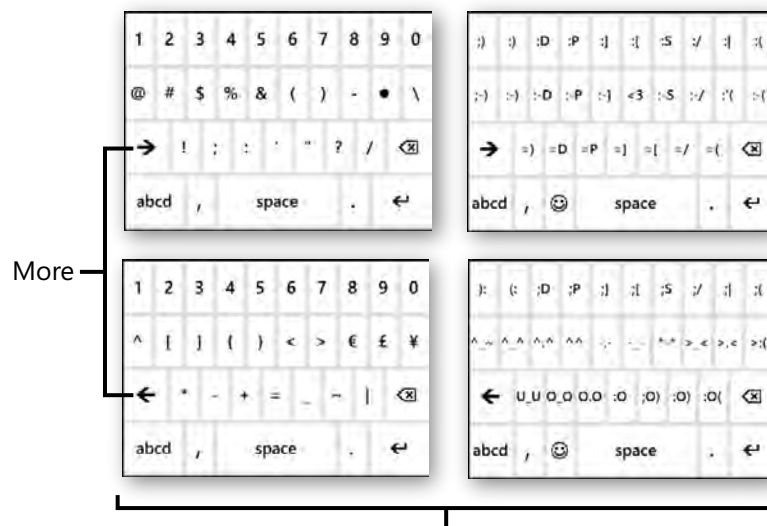 1 2 3 4 5 6 7 8 9 0
@ # $ % & ( ) - • \
→ ! ; : ' " ? /
abcd , space .
;) :) :D :P :] :[ :S :/ :| :(
;-) :-) :-D :-P :-] <3 :-S :-/ :'( :-(
→ =) =D =P =] =[ =/ =(
abcd , ☺ space .
More
1 2 3 4 5 6 7 8 9 0
^ [ ] { } < > € £ ¥
← * - + = _ ~ |
abcd , space .
): (: ;D ;P ;] ;[ ;S ;/ ;| ;(
^_~ ^_^ ^.^ ^^ -.- -_- *-* >_< >.< >:(
← U_U O_O O.O :O ;O) :O) :O(
abcd , ☺ space .